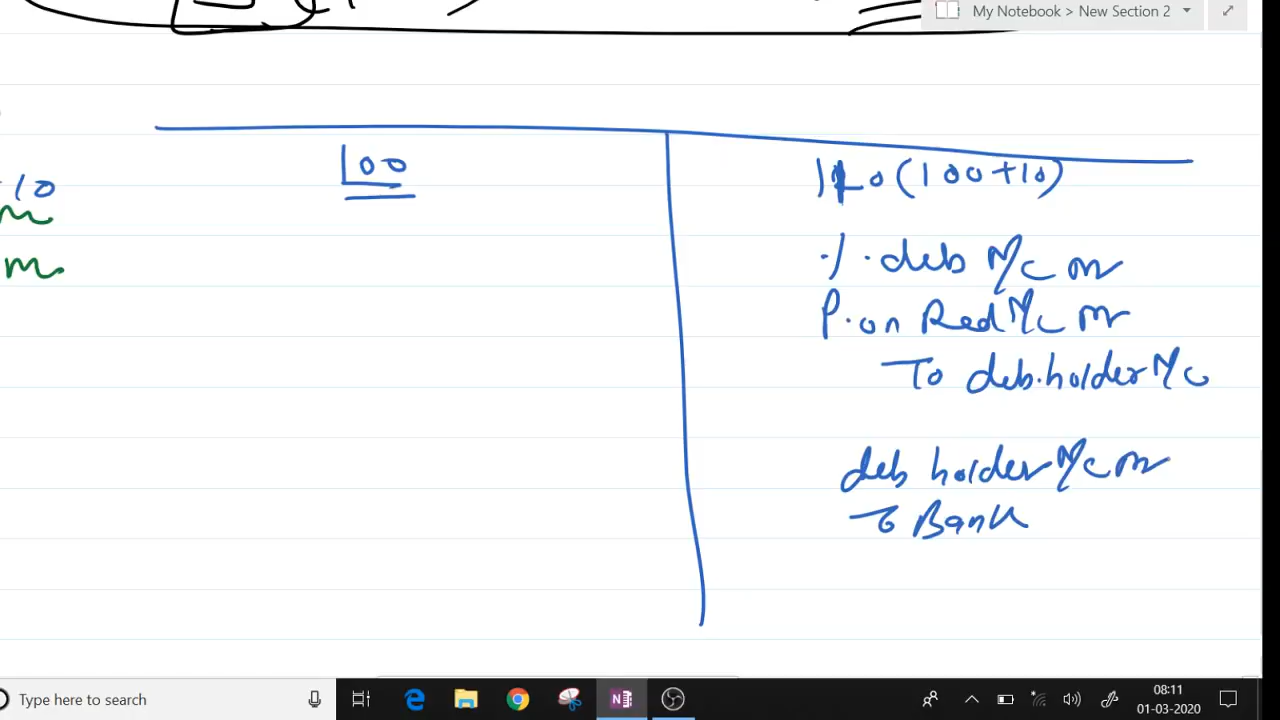 My Notebook > New Section 2
100
110 (100+10)
10
·/· deb A/c Dr
P. on Red A/c Dr
To deb. holder A/c
deb holder A/c Dr
To Bank
Type here to search
08:11
01-03-2020